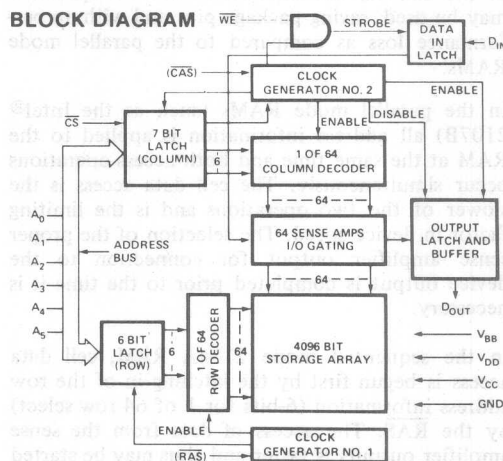 BLOCK DIAGRAM
WE
STROBE
DATA IN LATCH
D_IN
(CAS)
CLOCK GENERATOR NO. 2
ENABLE
ENABLE
DISABLE
CS
7 BIT LATCH (COLUMN)
6
1 OF 64 COLUMN DECODER
64
A0
A1
A2
A3
A4
A5
ADDRESS BUS
64 SENSE AMPS I/O GATING
OUTPUT LATCH AND BUFFER
64
D_OUT
6 BIT LATCH (ROW)
6
1 OF 64 ROW DECODER
64
4096 BIT STORAGE ARRAY
VBB
VDD
VCC
GND
ENABLE
(RAS)
CLOCK GENERATOR NO. 1